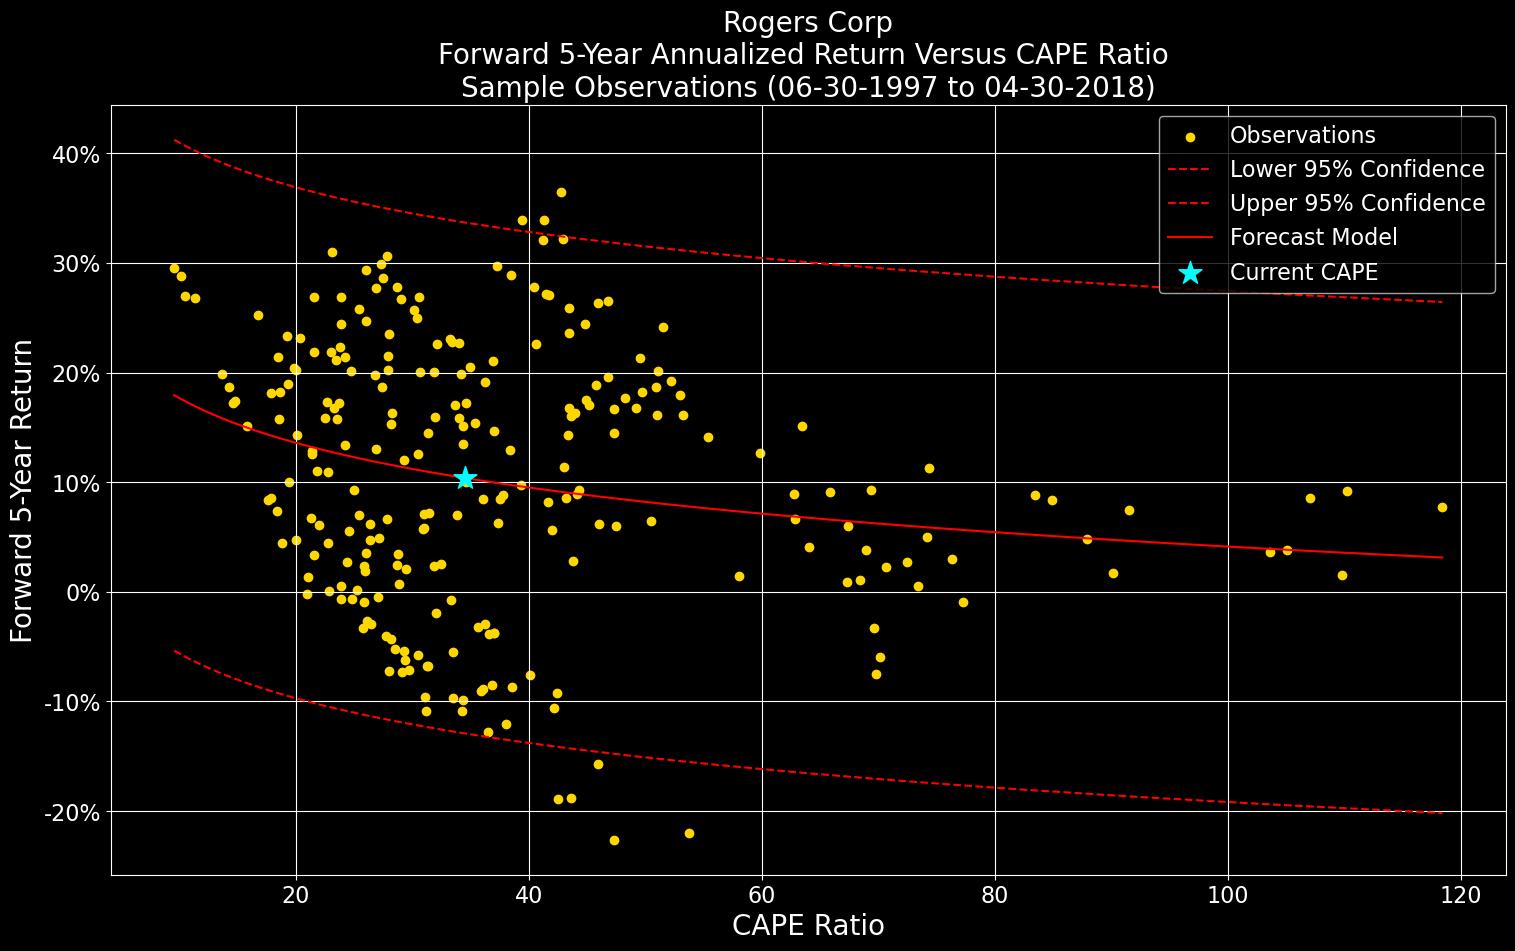 Rogers Corp
Forward 5-Year Annualized Return Versus CAPE Ratio
Sample Observations (06-30-1997 to 04-30-2018)
Observations
Lower 95% Confidence
Upper 95% Confidence
Forecast Model
Current CAPE
Forward 5-Year Return
40%
30%
20%
10%
0%
-10%
-20%
20 40 60 80 100 120
CAPE Ratio